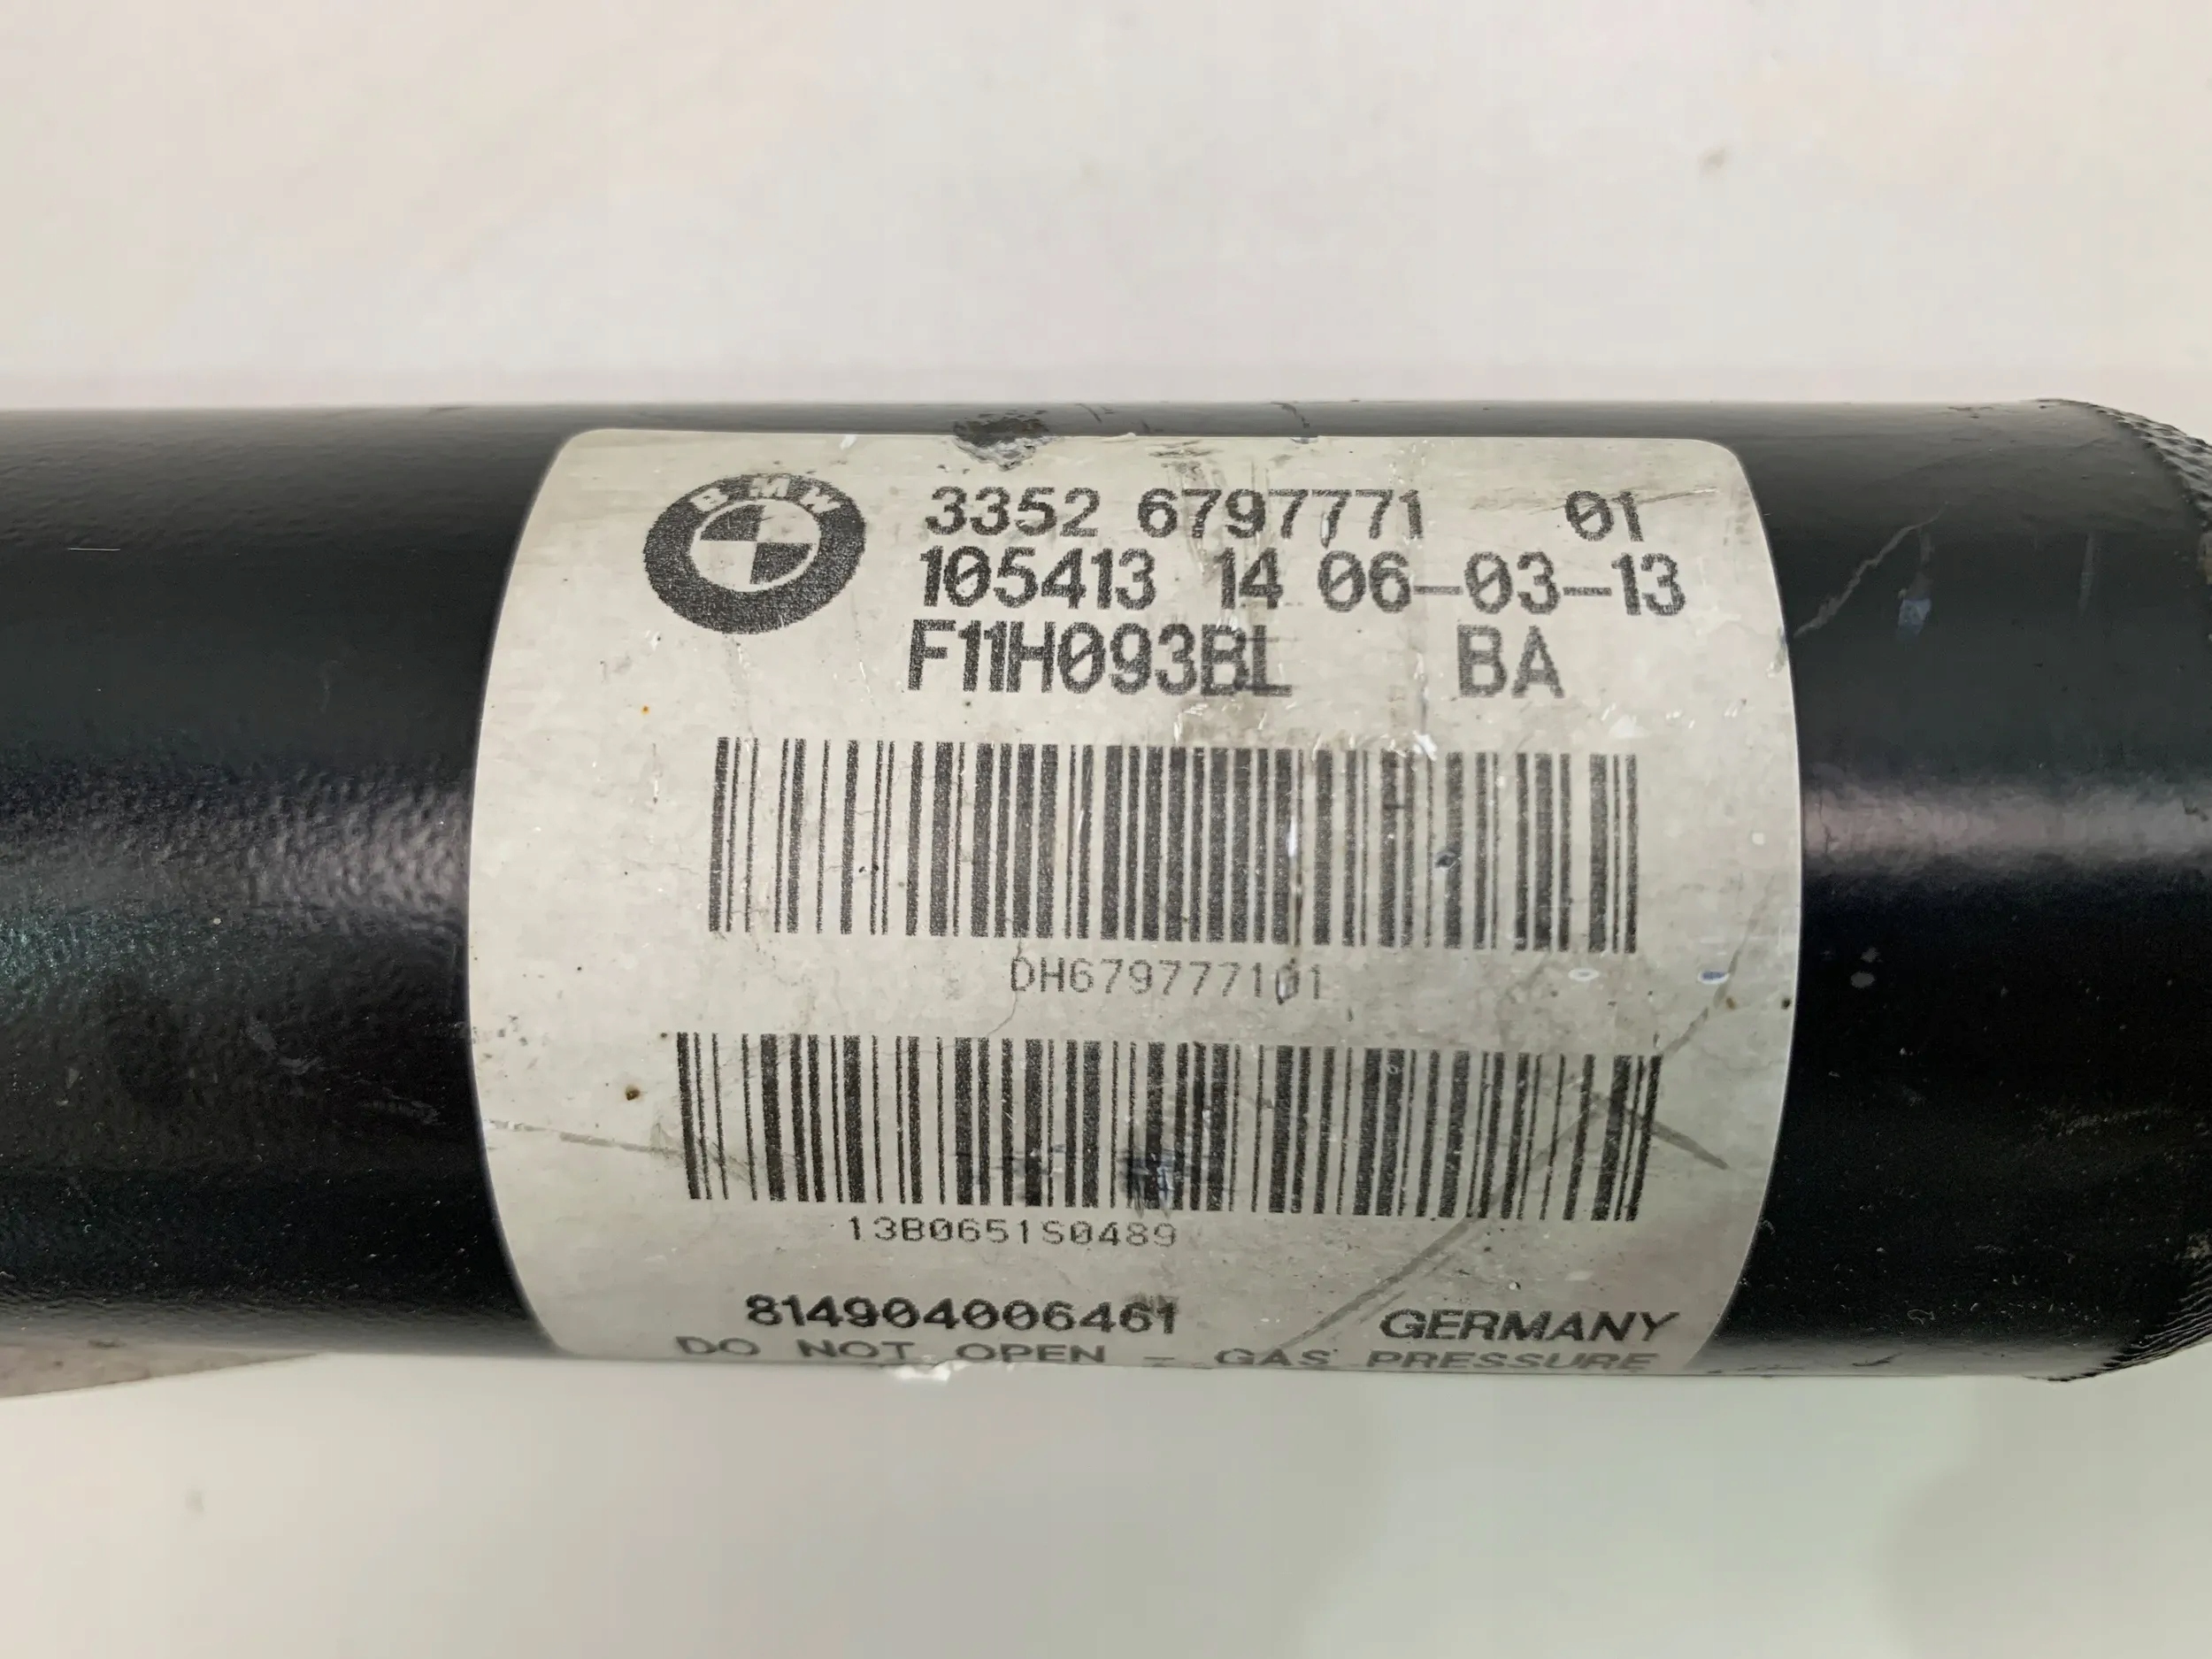 BMW
3352 6797771 01
105413 14 06-03-13
F11H093BL BA
DH679777101
13B0651S0489
814904006461 GERMANY
DO NOT OPEN - GAS PRESSURE